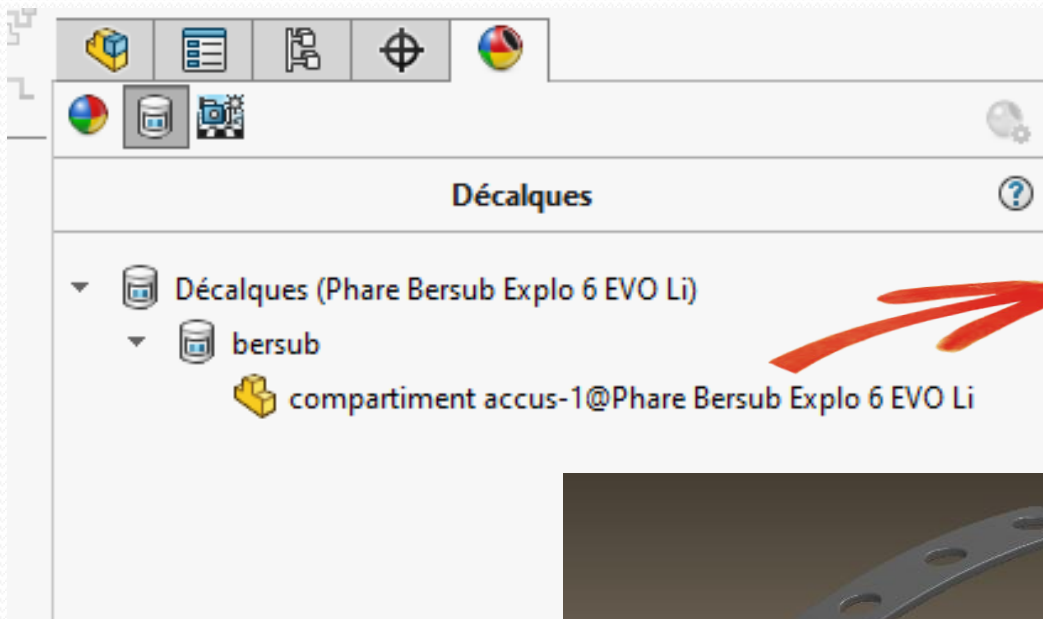 Décalques
Décalques (Phare Bersub Explo 6 EVO Li)
bersub
compartiment accus-1@Phare Bersub Explo 6 EVO Li